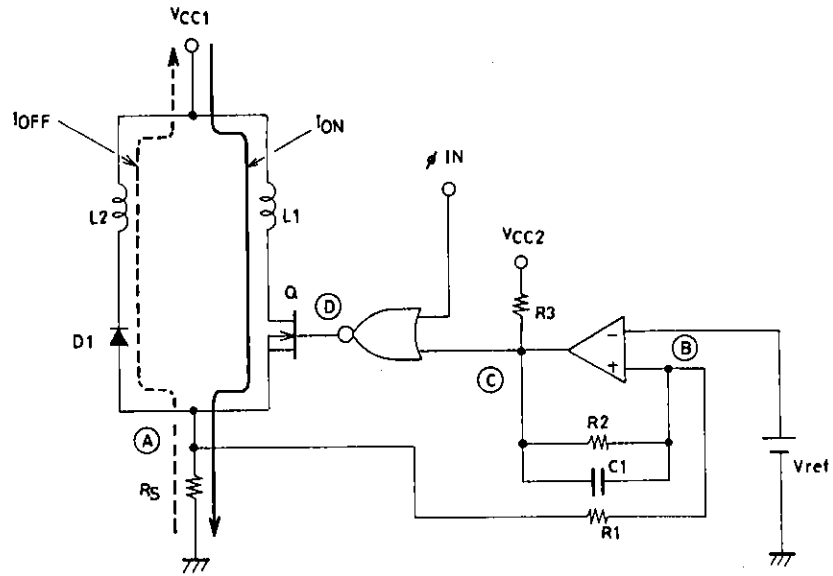 VCC1
IOFF
ION
ø IN
L2
L1
VCC2
Q
D
R3
D1
-
B
+
C
A
R2
C1
Vref
RS
R1